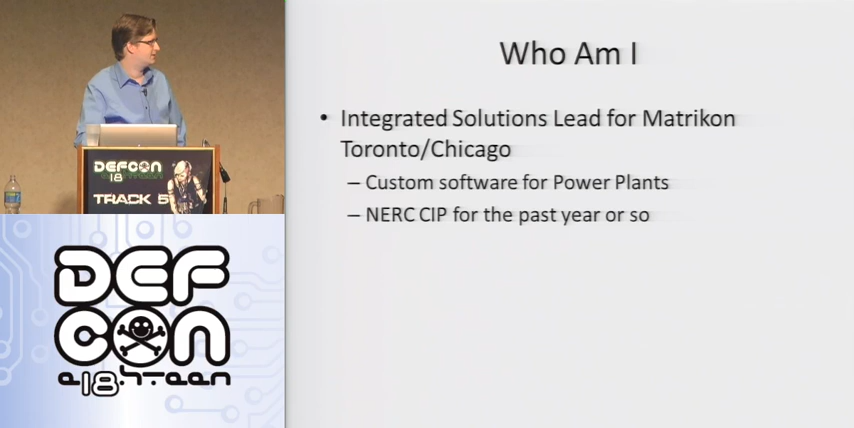 DEFCON
18
TRACK 5
DEF
CON
Who Am I
• Integrated Solutions Lead for Matrikon
Toronto/Chicago
– Custom software for Power Plants
– NERC CIP for the past year or so